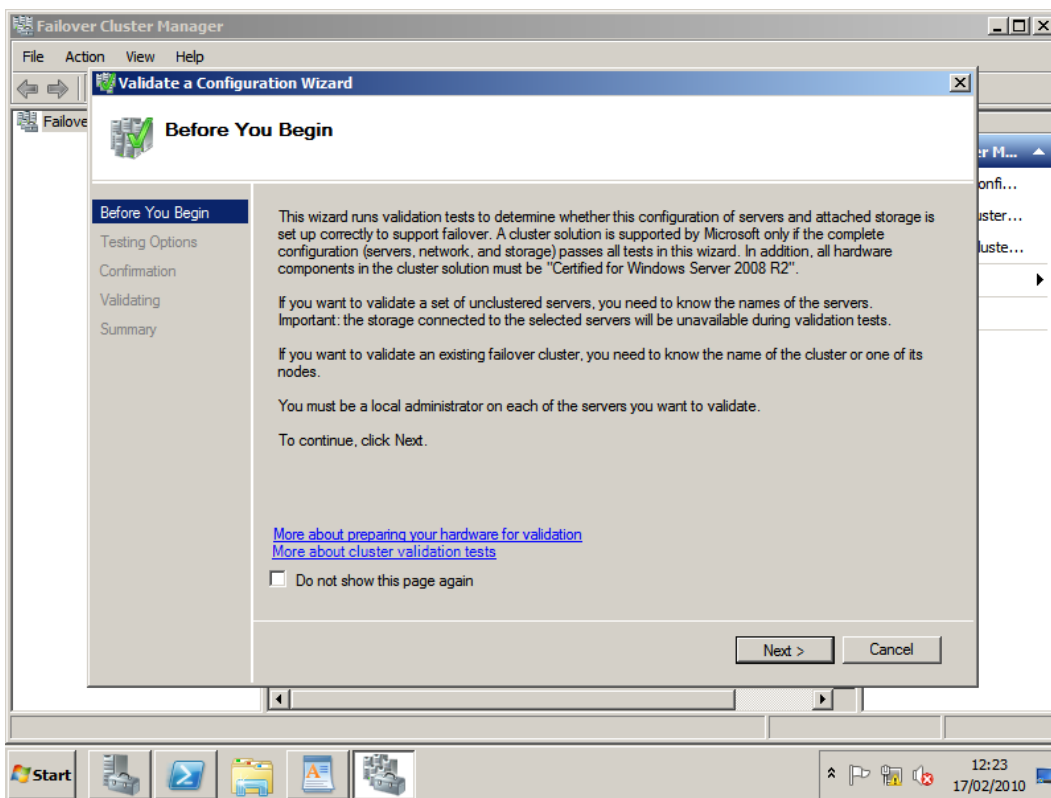 Failover Cluster Manager
File Action View Help
Validate a Configuration Wizard
Failove
Before You Begin
er M...
onfi...
uster...
luste...
Before You Begin
Testing Options
Confirmation
Validating
Summary
This wizard runs validation tests to determine whether this configuration of servers and attached storage is
set up correctly to support failover. A cluster solution is supported by Microsoft only if the complete
configuration (servers, network, and storage) passes all tests in this wizard. In addition, all hardware
components in the cluster solution must be "Certified for Windows Server 2008 R2".
If you want to validate a set of unclustered servers, you need to know the names of the servers.
Important: the storage connected to the selected servers will be unavailable during validation tests.
If you want to validate an existing failover cluster, you need to know the name of the cluster or one of its
nodes.
You must be a local administrator on each of the servers you want to validate.
To continue, click Next.
More about preparing your hardware for validation
More about cluster validation tests
Do not show this page again
Next > Cancel
Start
12:23
17/02/2010